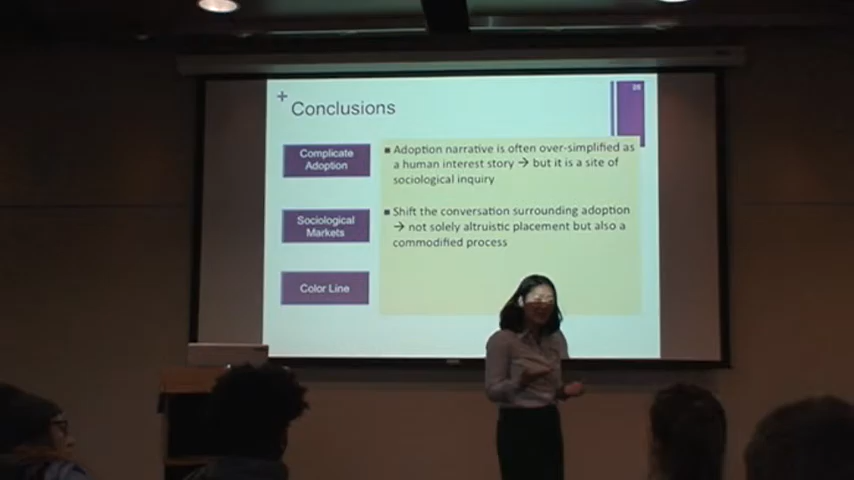 28
+
Conclusions
Complicate
Adoption
■ Adoption narrative is often over-simplified as
a human interest story → but it is a site of
sociological inquiry
Sociological
Markets
■ Shift the conversation surrounding adoption
→ not solely altruistic placement but also a
commodified process
Color Line